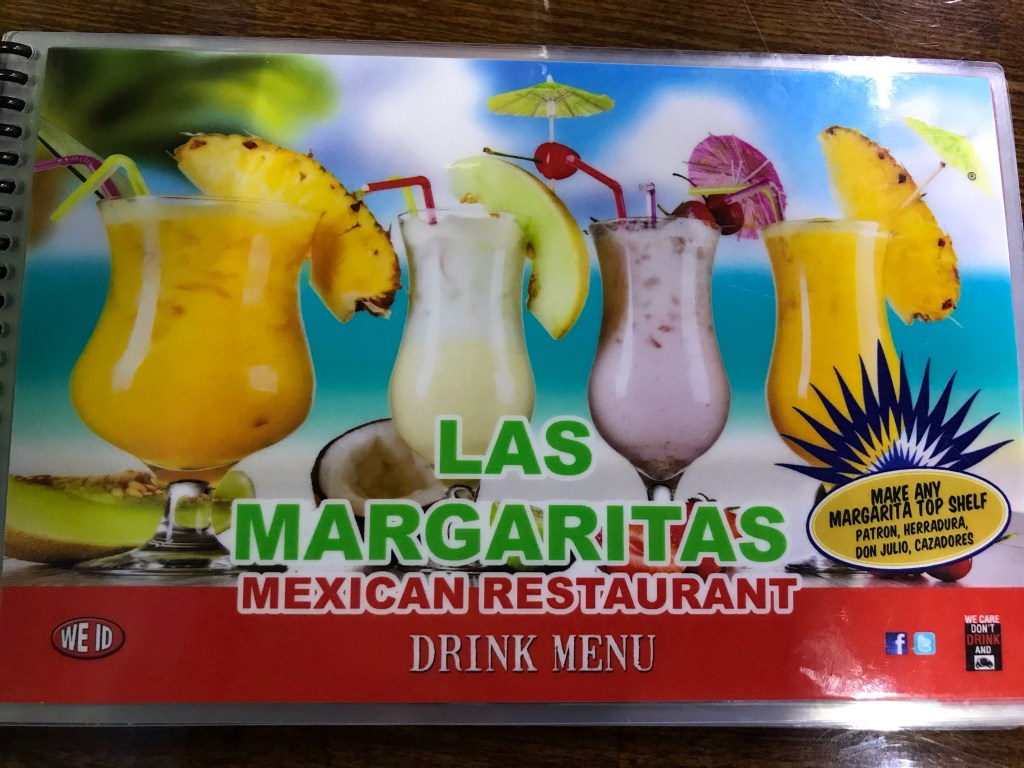 ®
LAS
MARGARITAS
MEXICAN RESTAURANT
DRINK MENU
MAKE ANY
MARGARITA TOP SHELF
PATRON, HERRADURA,
DON JULIO, CAZADORES
WE ID
f
WE CARE
DON'T
DRINK
AND